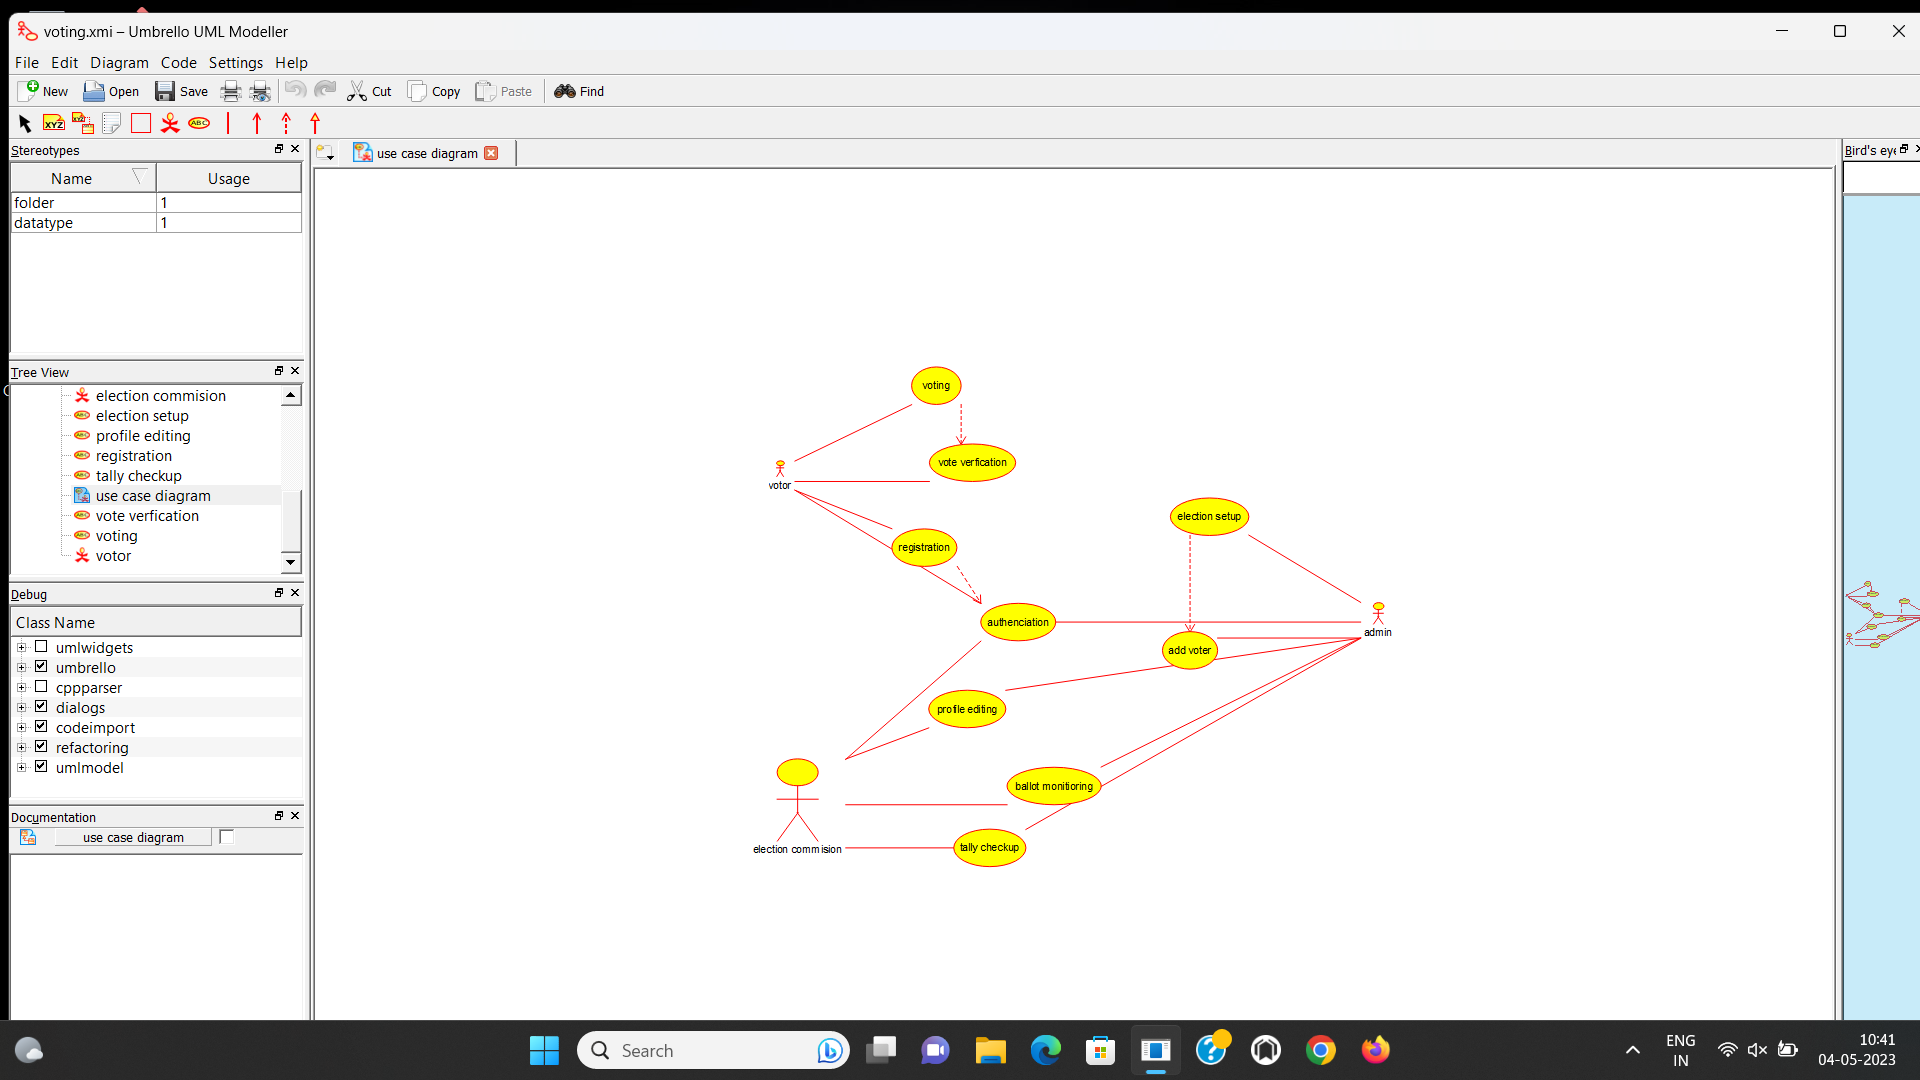 voting.xmi – Umbrello UML Modeller
File Edit Diagram Code Settings Help
New Open Save Cut Copy Paste Find
XYZ XYZ ABC
Stereotypes
Name Usage
folder 1
datatype 1
use case diagram
Bird's eye
Tree View
election commision
election setup
profile editing
registration
tally checkup
use case diagram
vote verfication
voting
votor
Debug
Class Name
umlwidgets
umbrello
cppparser
dialogs
codeimport
refactoring
umlmodel
Documentation
use case diagram
voting
vote verfication
votor
election setup
registration
authenciation
admin
add voter
profile editing
ballot monitioring
election commision
tally checkup
Search
ENG
IN
10:41
04-05-2023